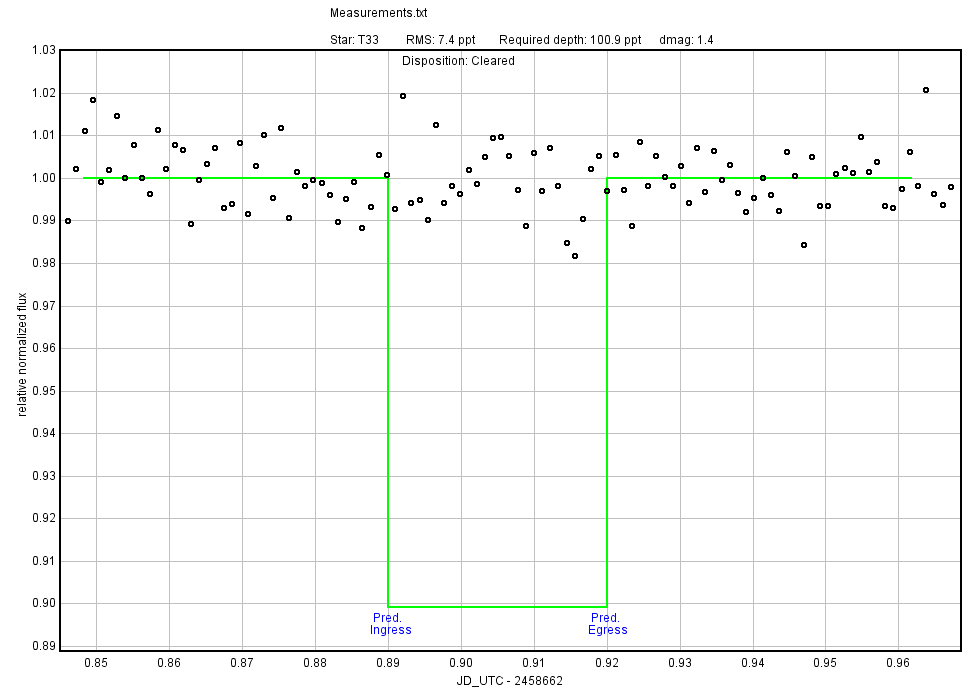 Measurements.txt
Star: T33 RMS: 7.4 ppt Required depth: 100.9 ppt dmag: 1.4
Disposition: Cleared
1.03
1.02
1.01
1.00
0.99
0.98
0.97
0.96
0.95
0.94
0.93
0.92
0.91
0.90
0.89
relative normalized flux
Pred.
Ingress
Pred.
Egress
0.85 0.86 0.87 0.88 0.89 0.90 0.91 0.92 0.93 0.94 0.95 0.96
JD_UTC - 2458662